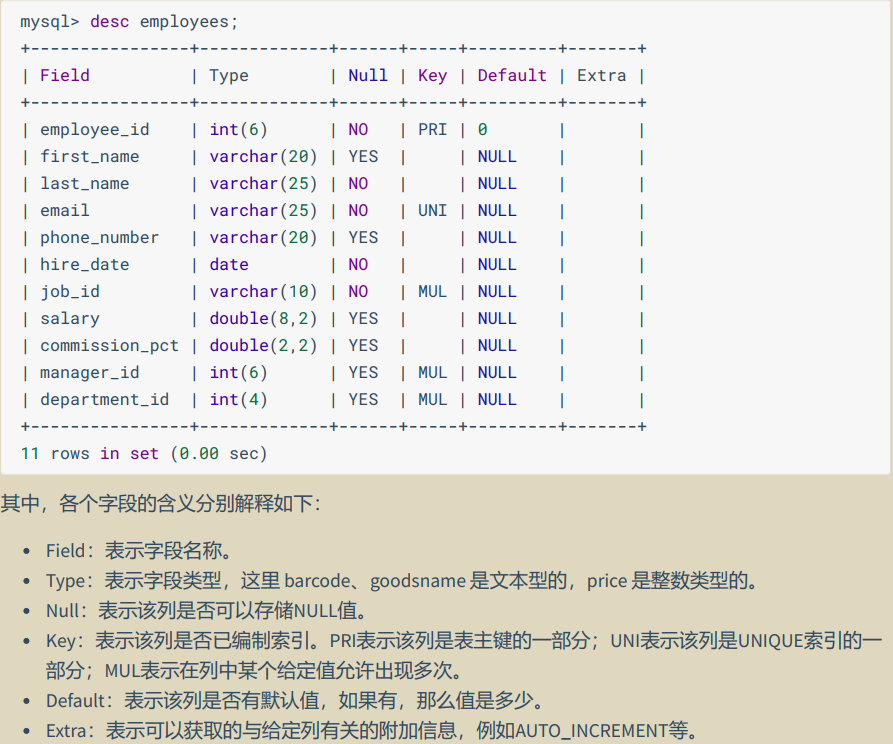 mysql> desc employees;
+----------------+-------------+------+-----+---------+-------+
| Field          | Type        | Null | Key | Default | Extra |
+----------------+-------------+------+-----+---------+-------+
| employee_id    | int(6)      | NO   | PRI | 0       |       |
| first_name     | varchar(20) | YES  |     | NULL    |       |
| last_name      | varchar(25) | NO   |     | NULL    |       |
| email          | varchar(25) | NO   | UNI | NULL    |       |
| phone_number   | varchar(20) | YES  |     | NULL    |       |
| hire_date      | date        | NO   |     | NULL    |       |
| job_id         | varchar(10) | NO   | MUL | NULL    |       |
| salary         | double(8,2) | YES  |     | NULL    |       |
| commission_pct | double(2,2) | YES  |     | NULL    |       |
| manager_id     | int(6)      | YES  | MUL | NULL    |       |
| department_id  | int(4)      | YES  | MUL | NULL    |       |
+----------------+-------------+------+-----+---------+-------+
11 rows in set (0.00 sec)
其中，各个字段的含义分别解释如下：
• Field：表示字段名称。
• Type：表示字段类型，这里 barcode、goodsname 是文本型的，price 是整数类型的。
• Null：表示该列是否可以存储NULL值。
• Key：表示该列是否已编制索引。PRI表示该列是表主键的一部分；UNI表示该列是UNIQUE索引的一
部分；MUL表示在列中某个给定值允许出现多次。
• Default：表示该列是否有默认值，如果有，那么值是多少。
• Extra：表示可以获取的与给定列有关的附加信息，例如AUTO_INCREMENT等。